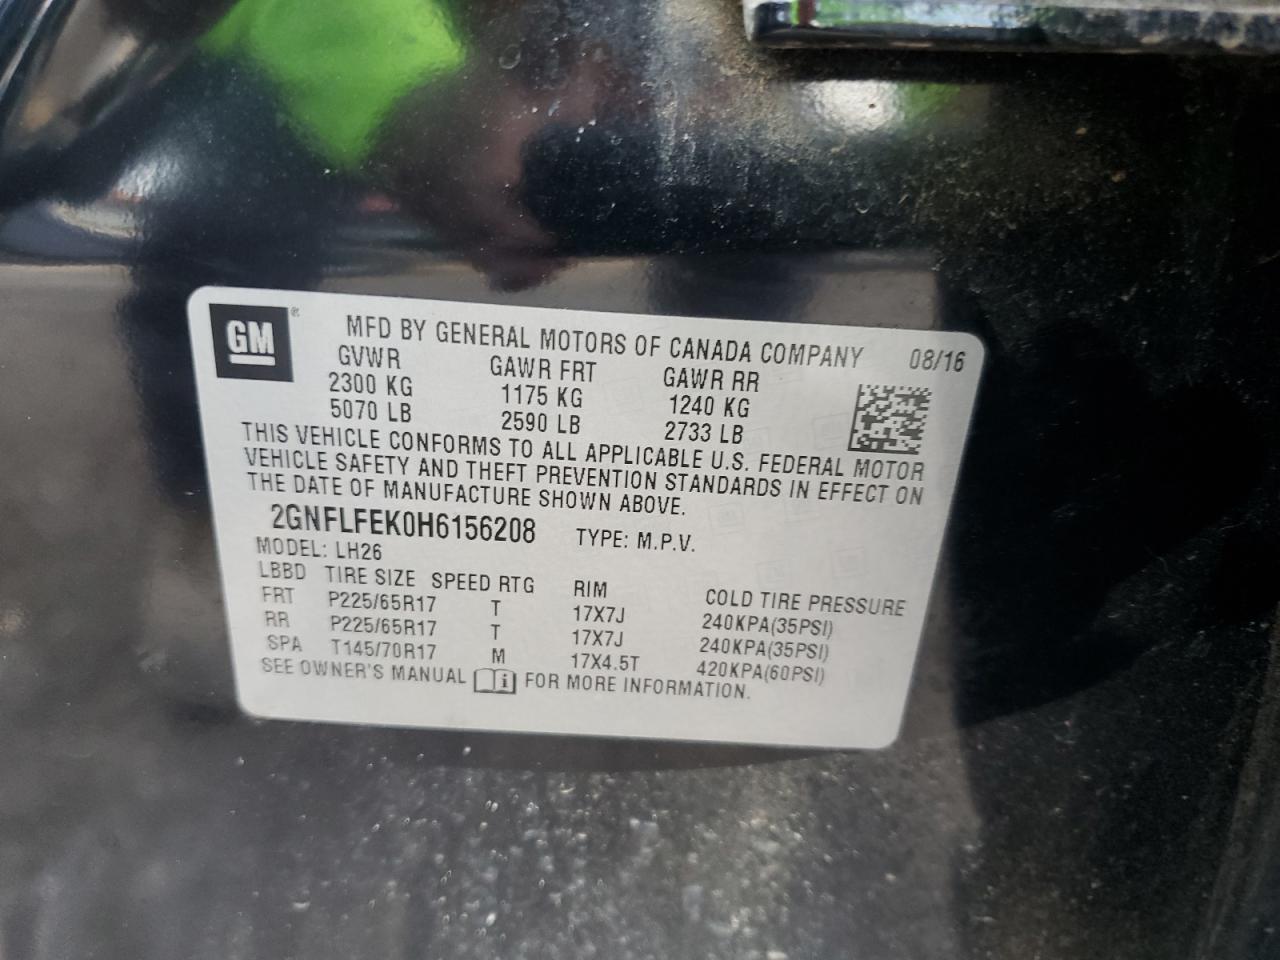 GM ®
MFD BY GENERAL MOTORS OF CANADA COMPANY 08/16
GVWR GAWR FRT GAWR RR
2300 KG 1175 KG 1240 KG
5070 LB 2590 LB 2733 LB
THIS VEHICLE CONFORMS TO ALL APPLICABLE U.S. FEDERAL MOTOR
VEHICLE SAFETY AND THEFT PREVENTION STANDARDS IN EFFECT ON
THE DATE OF MANUFACTURE SHOWN ABOVE.
2GNFLFEK0H6156208 TYPE: M.P.V.
MODEL: LH26
LBBD TIRE SIZE SPEED RTG RIM COLD TIRE PRESSURE
FRT P225/65R17 T 17X7J 240KPA(35PSI)
RR P225/65R17 T 17X7J 240KPA(35PSI)
SPA T145/70R17 M 17X4.5T 420KPA(60PSI)
SEE OWNER'S MANUAL i FOR MORE INFORMATION.